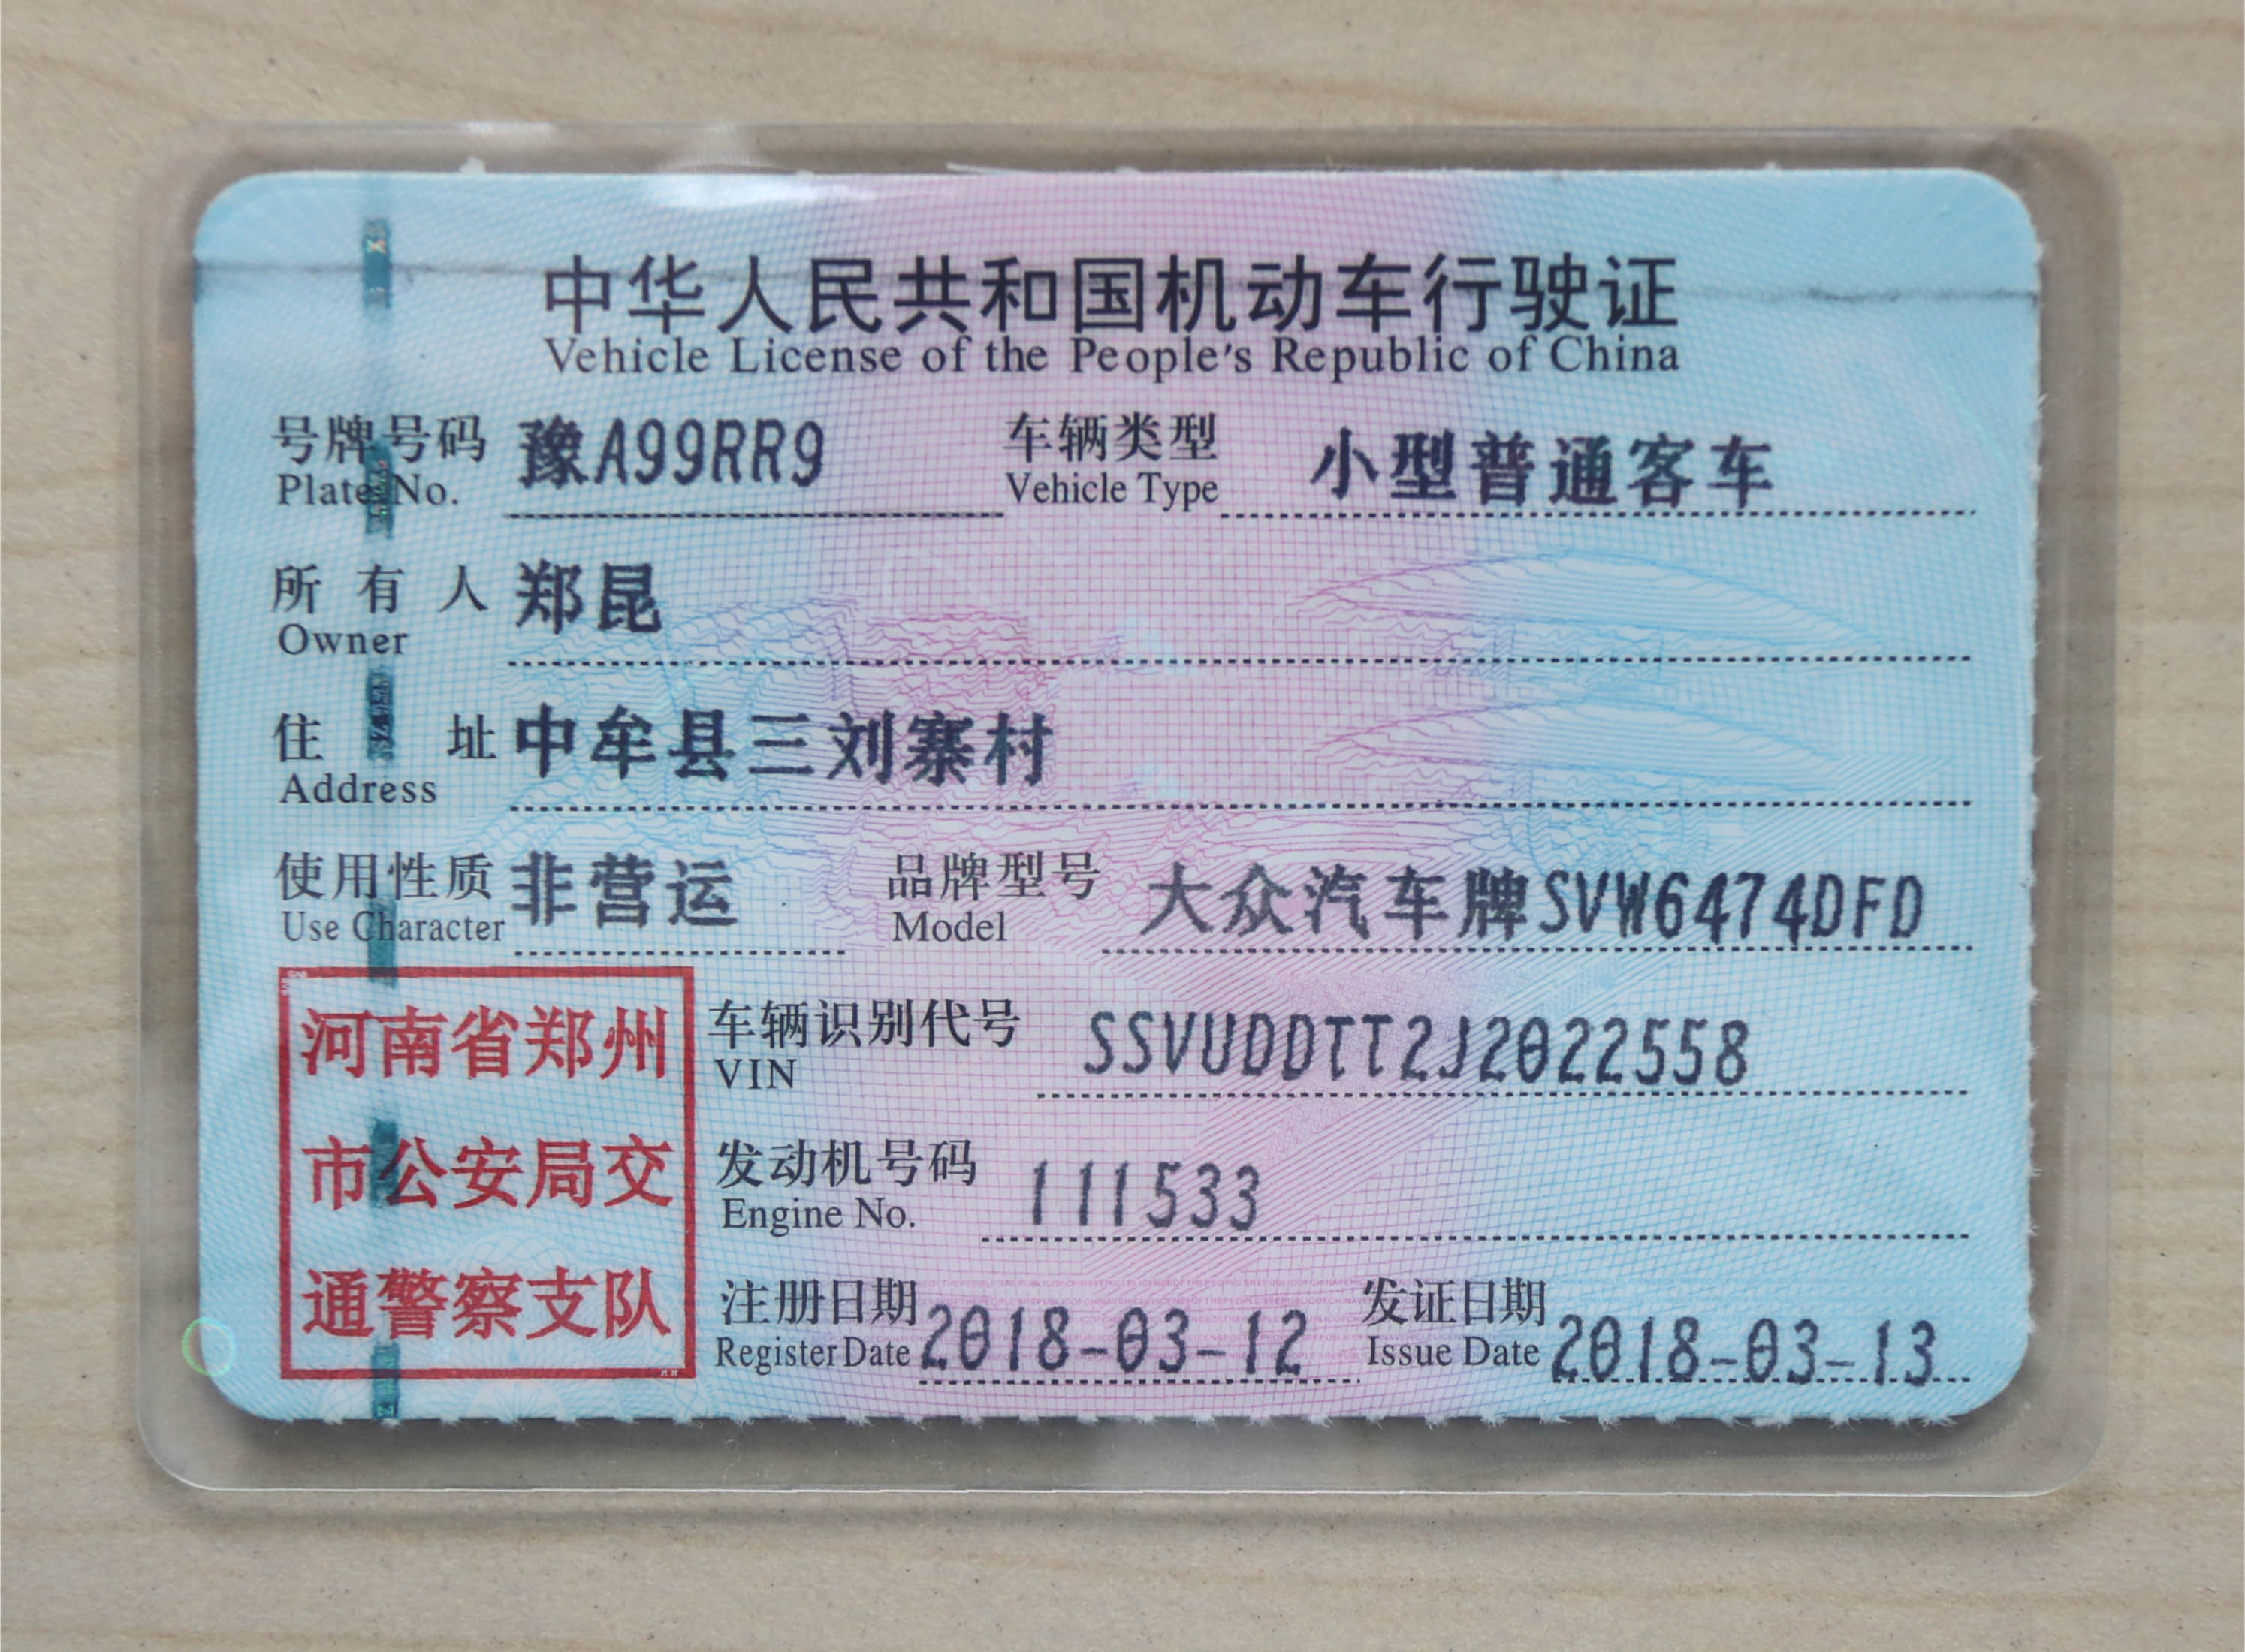 中华人民共和国机动车行驶证
Vehicle License of the People's Republic of China
号牌号码 豫A99RR9 车辆类型 小型普通客车
Plate No. Vehicle Type
所有人 郑昆
Owner
住址 中牟县三刘寨村
Address
使用性质 非营运 品牌型号 大众汽车牌SVW6474DFD
Use Character Model
河南省郑州
市公安局交
通警察支队
车辆识别代号 SSVUDDTT2J2022558
VIN
发动机号码 111533
Engine No.
注册日期 2018-03-12 发证日期 2018-03-13
Register Date Issue Date